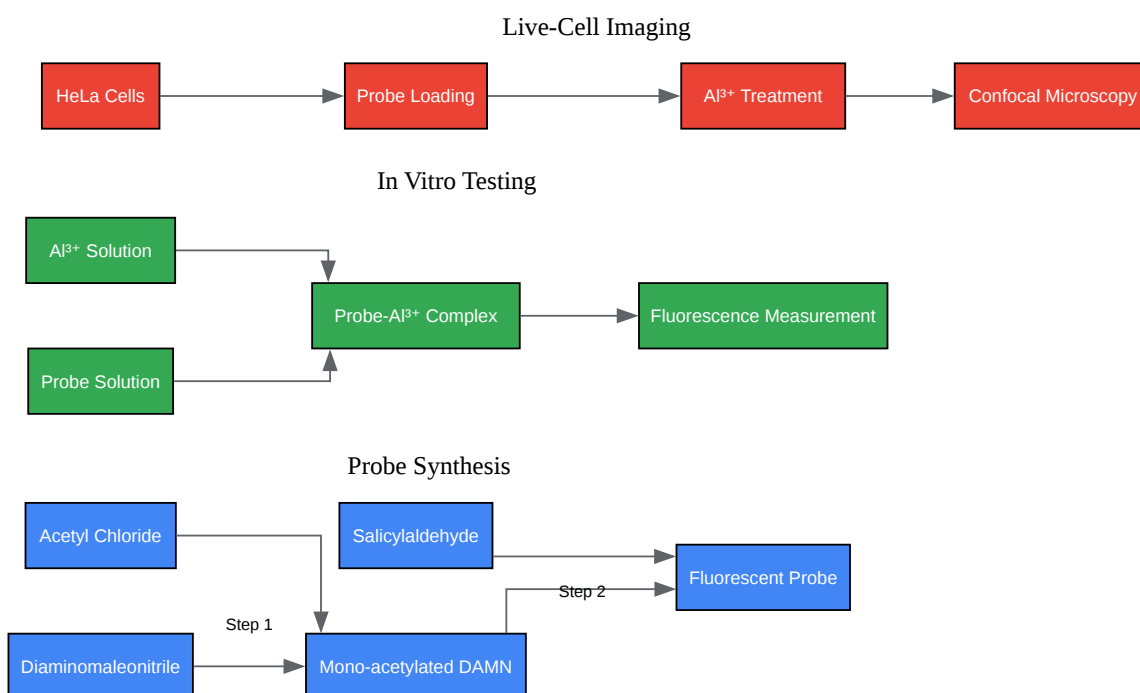 Live-Cell Imaging
HeLa Cells
Probe Loading
Al³⁺ Treatment
Confocal Microscopy
In Vitro Testing
Al³⁺ Solution
Probe-Al³⁺ Complex
Fluorescence Measurement
Probe Solution
Probe Synthesis
Acetyl Chloride
Salicylaldehyde
Fluorescent Probe
Step 2
Step 1
Diaminomaleonitrile
Mono-acetylated DAMN